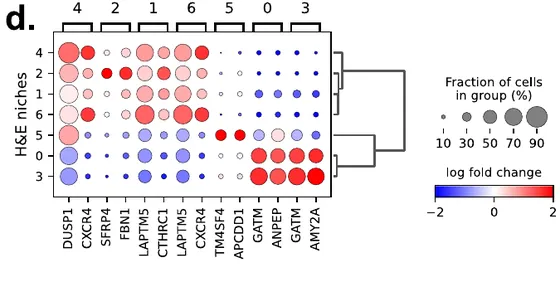 d.
4 2 1 6 5 0 3
H&E niches
4
2
1
6
5
0
3
DUSP1
CXCR4
SFRP4
FBN1
LAPTM5
CTHRC1
LAPTM5
CXCR4
TM4SF4
APCDD1
GATM
ANPEP
GATM
AMY2A
Fraction of cells
in group (%)
10 30 50 70 90
log fold change
−2 0 2